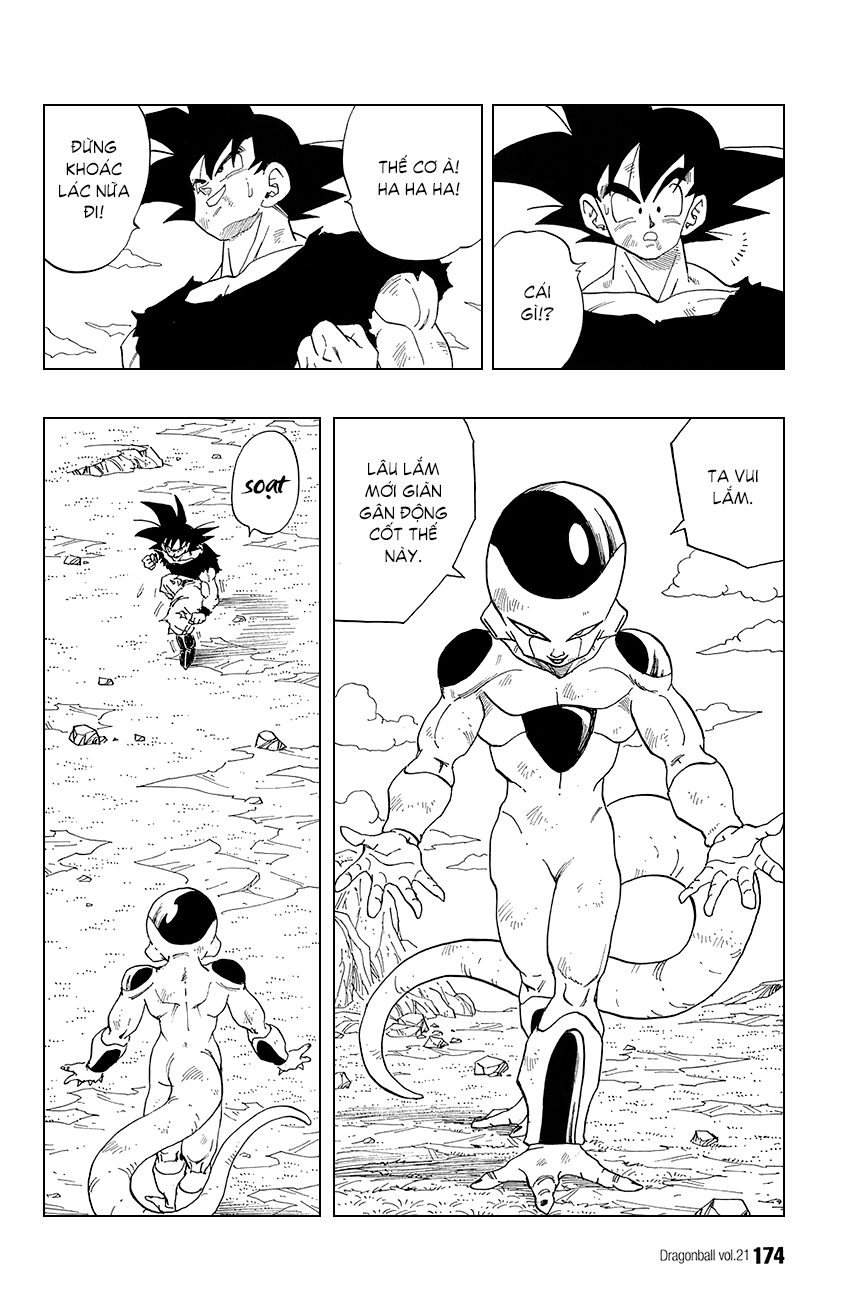 CÁI
GÌ!?
THẾ CƠ À!
HA HA HA!
ĐỪNG
KHOÁC
LÁC NỮA
ĐI!
TA VUI
LẮM.
LÂU LẮM
MỚI GIÃN
GÂN ĐỘNG
CỐT THẾ
NÀY.
soạt
Dragonball vol.21 174